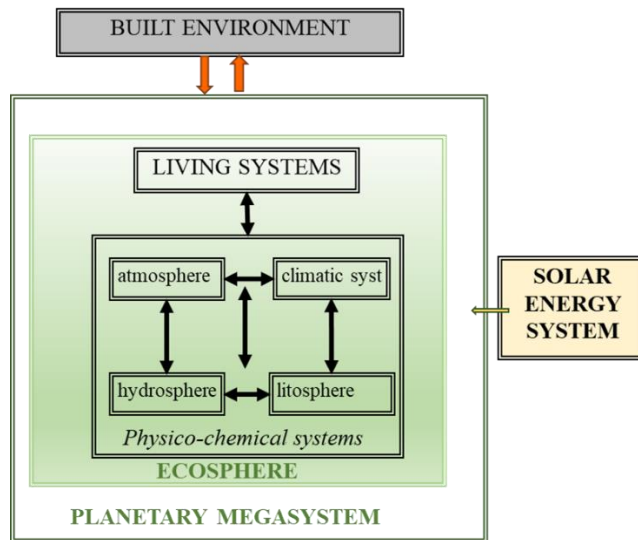 BUILT ENVIRONMENT
LIVING SYSTEMS
atmosphere
climatic syst
hydrosphere
litosphere
Physico-chemical systems
ECOSPHERE
PLANETARY MEGASYSTEM
SOLAR
ENERGY
SYSTEM